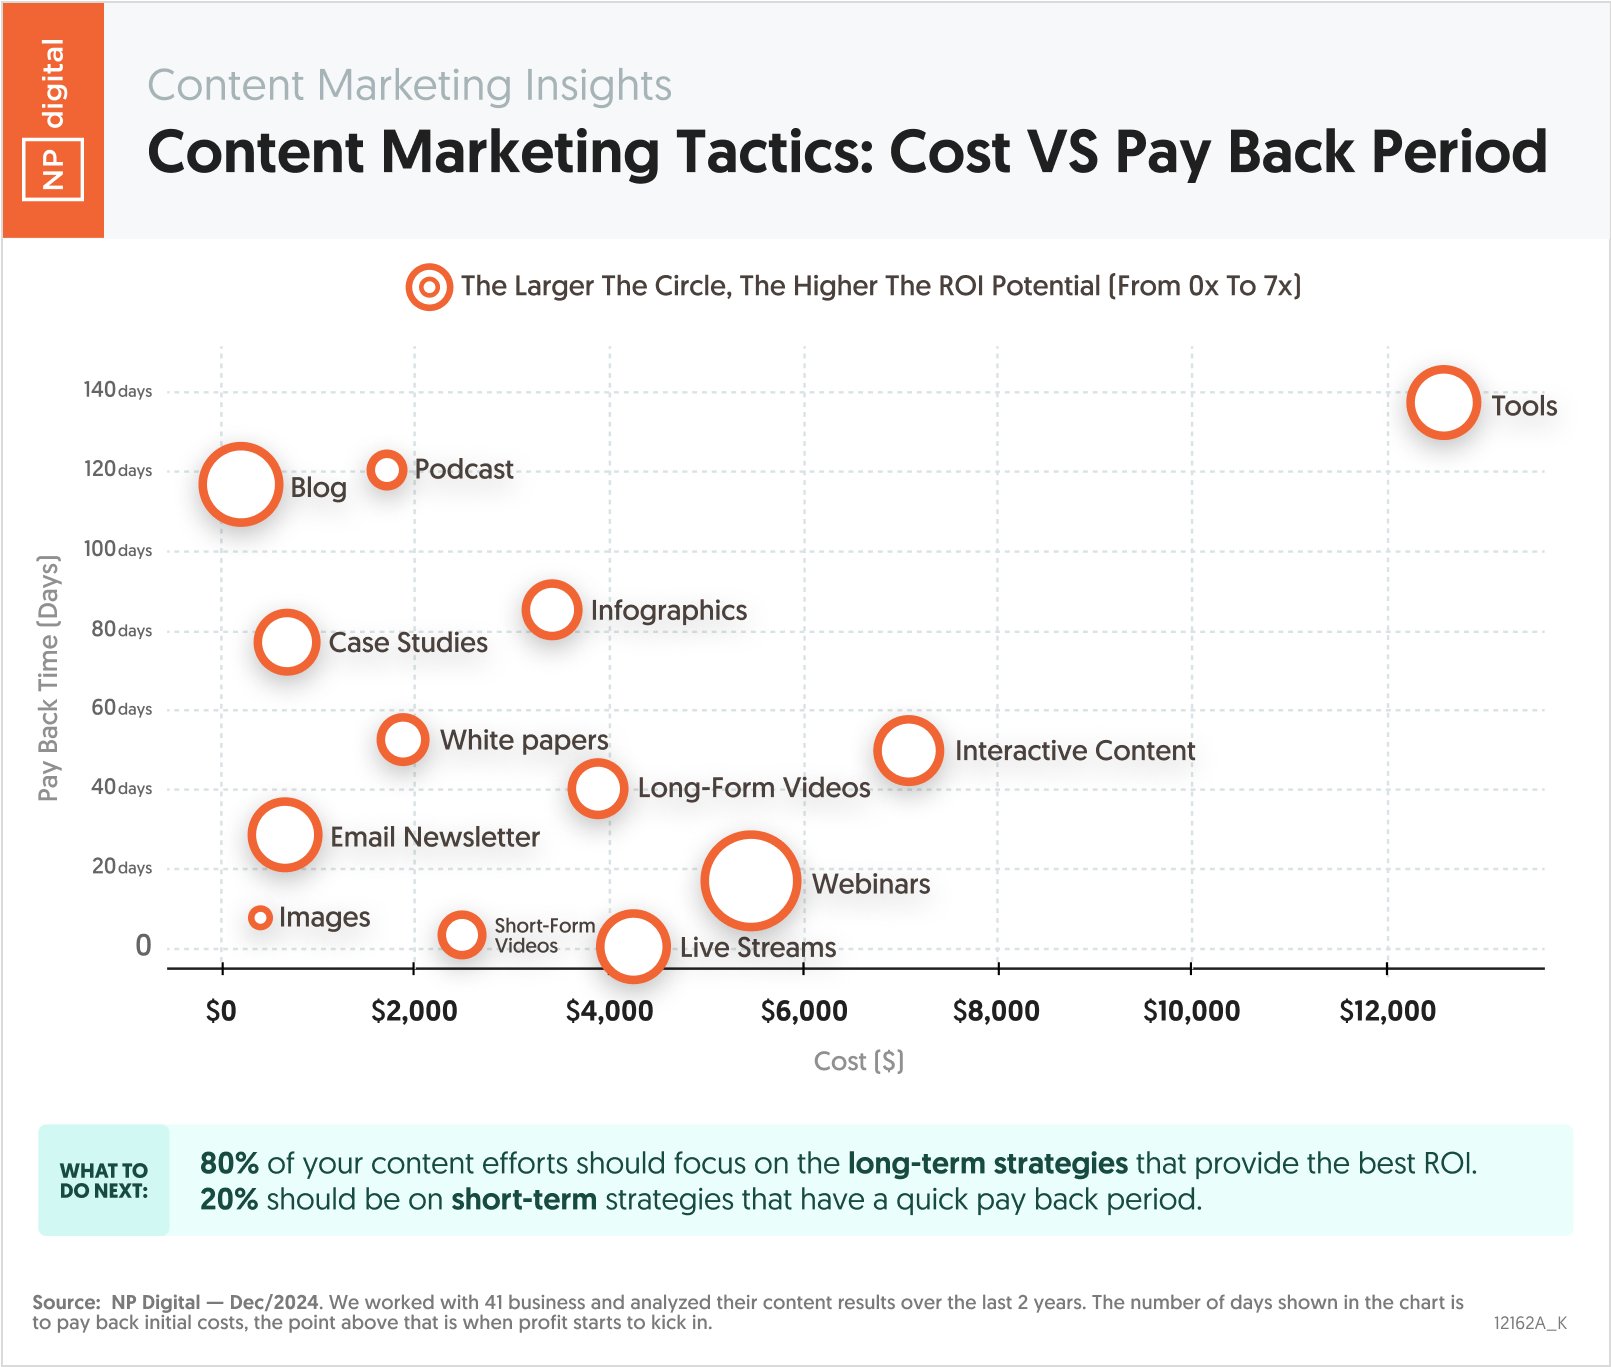 NP digital
Content Marketing Insights
Content Marketing Tactics: Cost VS Pay Back Period
The Larger The Circle, The Higher The ROI Potential (From 0x To 7x)
Pay Back Time (Days)
140 days
120 days
100 days
80 days
60 days
40 days
20 days
0
Tools
Blog
Podcast
Infographics
Case Studies
White papers
Interactive Content
Long-Form Videos
Email Newsletter
Webinars
Images
Short-Form
Videos
Live Streams
$0
$2,000
$4,000
$6,000
$8,000
$10,000
$12,000
Cost ($)
WHAT TO
DO NEXT:
80% of your content efforts should focus on the long-term strategies that provide the best ROI.
20% should be on short-term strategies that have a quick pay back period.
Source: NP Digital — Dec/2024. We worked with 41 business and analyzed their content results over the last 2 years. The number of days shown in the chart is
to pay back initial costs, the point above that is when profit starts to kick in.
12162A_K